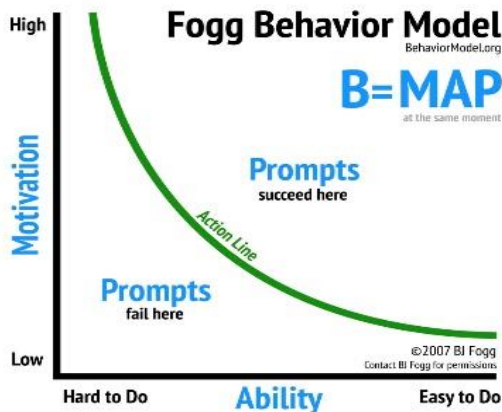 High
Fogg Behavior Model
BehaviorModel.org
B=MAP
at the same moment
Motivation
Prompts
succeed here
Action Line
Prompts
fail here
©2007 BJ Fogg
Contact BJ Fogg for permissions
Low
Hard to Do
Ability
Easy to Do